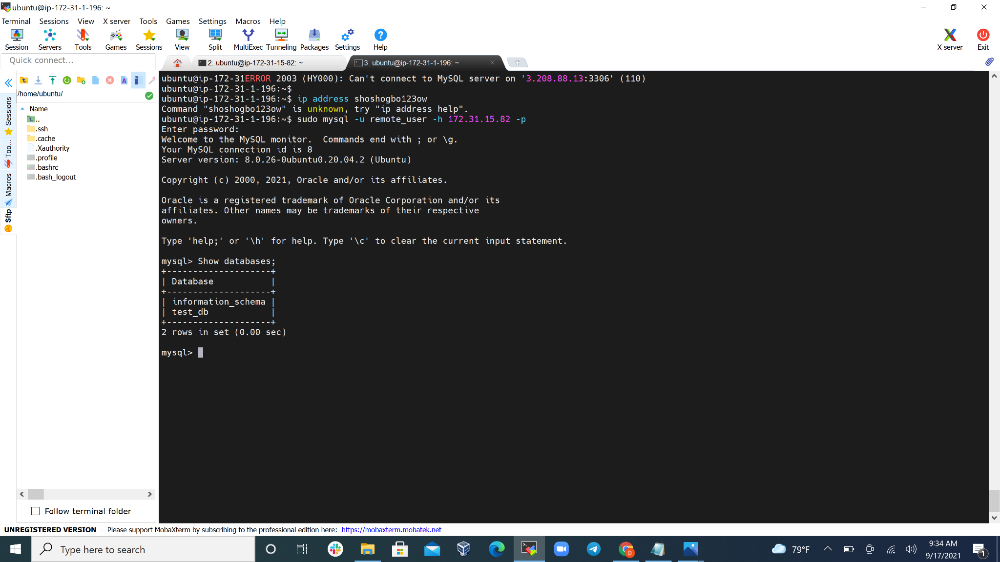 ubuntu@ip-172-31-1-196: ~
Terminal Sessions View X server Tools Games Settings Macros Help
Session Servers Tools Games Sessions View Split MultiExec Tunneling Packages Settings Help X server Exit
Quick connect...
2. ubuntu@ip-172-31-15-82: ~
3. ubuntu@ip-172-31-1-196: ~
/home/ubuntu/
Name
..
.ssh
.cache
.Xauthority
.profile
.bashrc
.bash_logout
Sessions
Too...
Macros
Sftp
Follow terminal folder
ubuntu@ip-172-31ERROR 2003 (HY000): Can't connect to MySQL server on '3.208.88.13:3306' (110)
ubuntu@ip-172-31-1-196:~$
ubuntu@ip-172-31-1-196:~$ ip address shoshogbo123ow
Command "shoshogbo123ow" is unknown, try "ip address help".
ubuntu@ip-172-31-1-196:~$ sudo mysql -u remote_user -h 172.31.15.82 -p
Enter password:
Welcome to the MySQL monitor.  Commands end with ; or \g.
Your MySQL connection id is 8
Server version: 8.0.26-0ubuntu0.20.04.2 (Ubuntu)
Copyright (c) 2000, 2021, Oracle and/or its affiliates.
Oracle is a registered trademark of Oracle Corporation and/or its
affiliates. Other names may be trademarks of their respective
owners.
Type 'help;' or '\h' for help. Type '\c' to clear the current input statement.
mysql> Show databases;
+--------------------+
| Database           |
+--------------------+
| information_schema |
| test_db            |
+--------------------+
2 rows in set (0.00 sec)
mysql>
UNREGISTERED VERSION - Please support MobaXterm by subscribing to the professional edition here: https://mobaxterm.mobatek.net
Type here to search
79°F
9:34 AM
9/17/2021
1